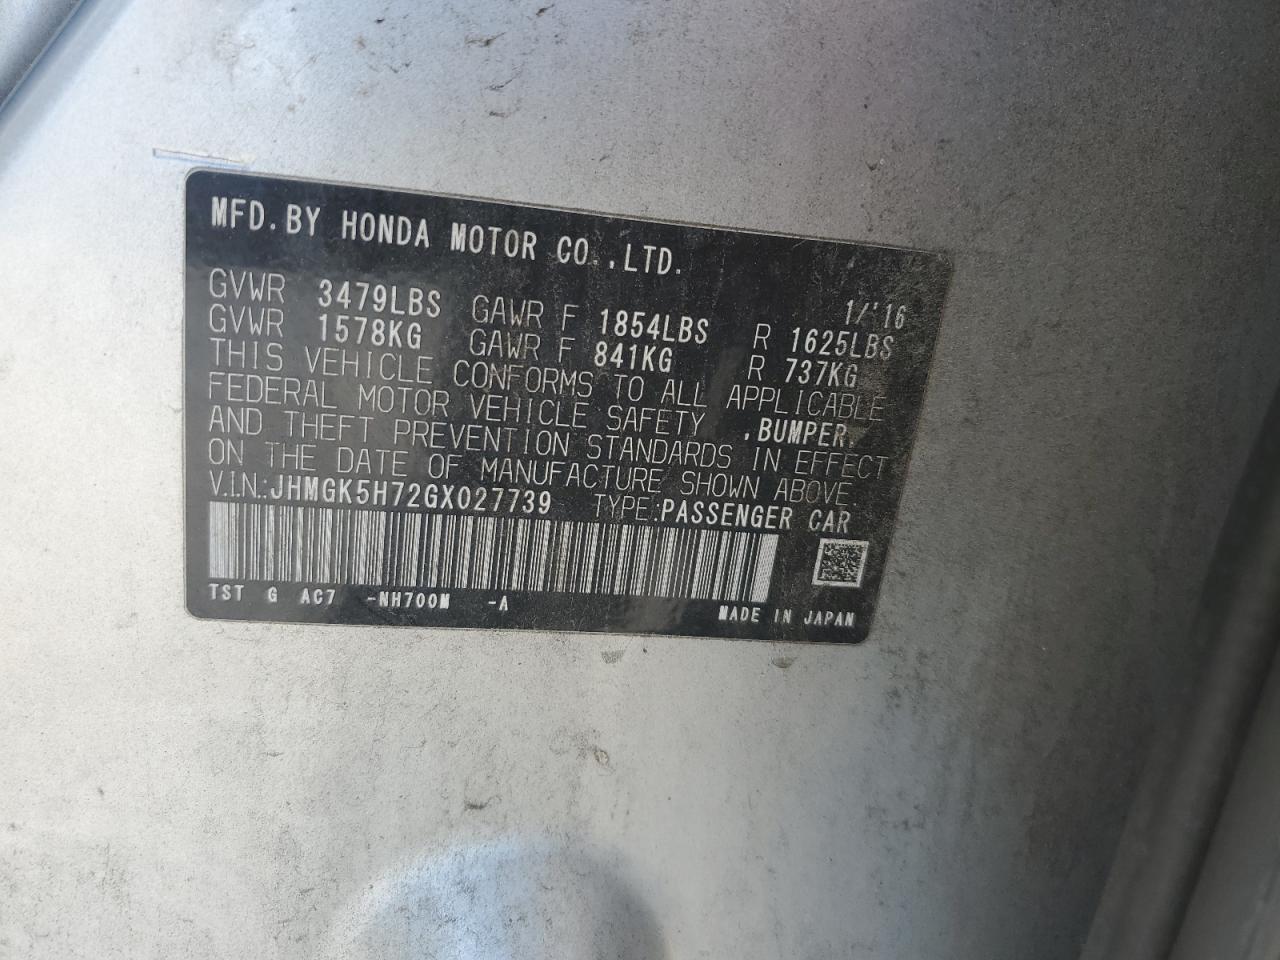 MFD. BY HONDA MOTOR CO., LTD.
1/'16
GVWR 3479LBS GAWR F 1854LBS R 1625LBS
GVWR 1578KG GAWR F 841KG R 737KG
THIS VEHICLE CONFORMS TO ALL APPLICABLE
FEDERAL MOTOR VEHICLE SAFETY ,BUMPER,
AND THEFT PREVENTION STANDARDS IN EFFECT
ON THE DATE OF MANUFACTURE SHOWN ABOVE.
V.I.N.:JHMGK5H72GX027739 TYPE:PASSENGER CAR
TST G AC7 -NH700M -A MADE IN JAPAN